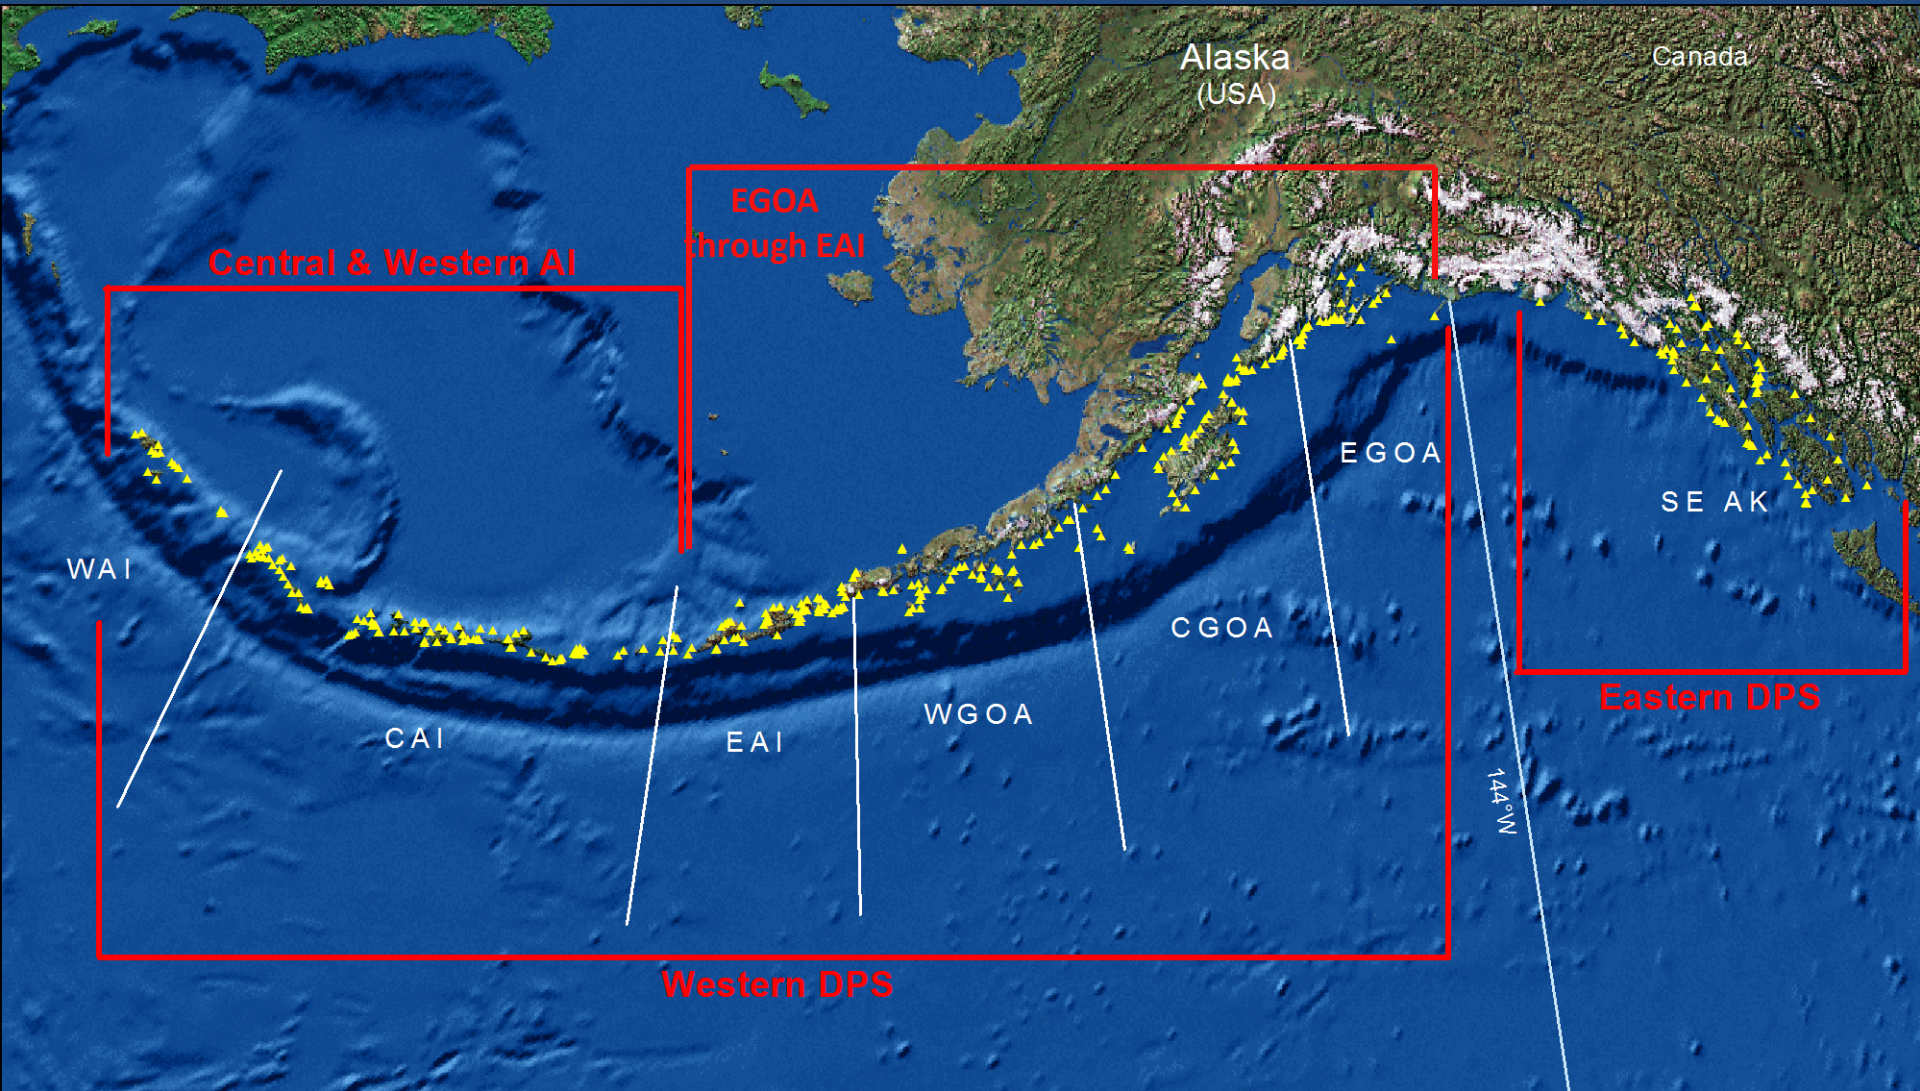 Alaska
(USA)
Canada
EGOA
through EAI
Central & Western AI
EGOA
SE AK
WAI
CGOA
Eastern DPS
WGOA
CAI
EAI
144°W
Western DPS